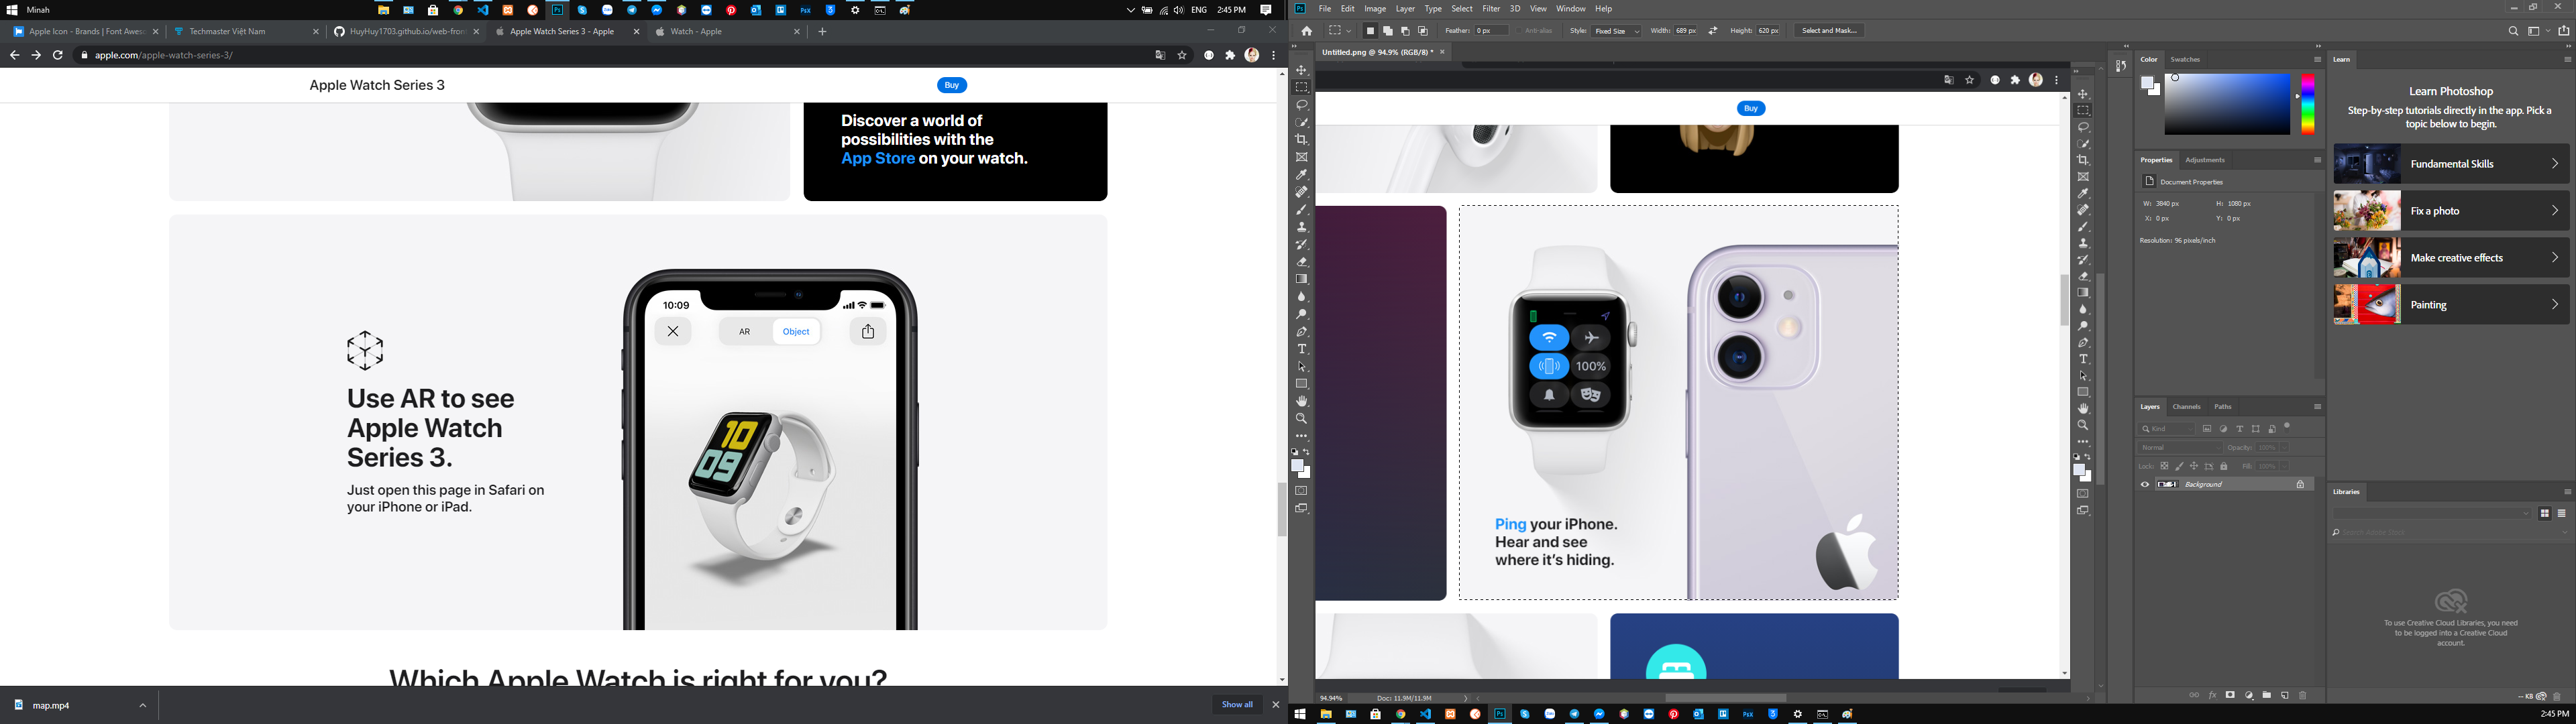 Minah
ENG
2:45 PM
Apple Icon - Brands | Font Awes
Techmaster Việt Nam
HuyHuy1703.github.io/web-fron
Apple Watch Series 3 - Apple
Watch - Apple
apple.com/apple-watch-series-3/
Apple Watch Series 3
Buy
Discover a world of
possibilities with the
App Store on your watch.
10:09
AR
Object
Use AR to see
Apple Watch
Series 3.
Just open this page in Safari on
your iPhone or iPad.
10
09
Which Apple Watch is right for you?
map.mp4
Show all
File Edit Image Layer Type Select Filter 3D View Window Help
Feather: 0 px
Anti-alias
Style: Fixed Size
Width: 689 px
Height: 620 px
Select and Mask...
Untitled.png @ 94.9% (RGB/8) *
Buy
100%
Ping your iPhone.
Hear and see
where it's hiding.
94.94%
Doc: 11.9M/11.9M
Color
Swatches
Properties
Adjustments
Document Properties
W: 3840 px
H: 1080 px
X: 0 px
Y: 0 px
Resolution: 96 pixels/inch
Layers
Channels
Paths
Kind
Normal
Opacity: 100%
Lock:
Fill: 100%
Background
Learn
Learn Photoshop
Step-by-step tutorials directly in the app. Pick a
topic below to begin.
Fundamental Skills
Fix a photo
Make creative effects
Painting
Libraries
Search Adobe Stock
To use Creative Cloud Libraries, you need
to be logged into a Creative Cloud
account.
-- KB
2:45 PM